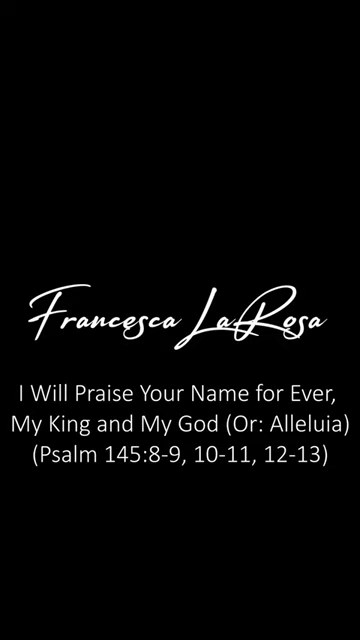 Francesca LaRosa
I Will Praise Your Name for Ever,
My King and My God (Or: Alleluia)
(Psalm 145:8-9, 10-11, 12-13)